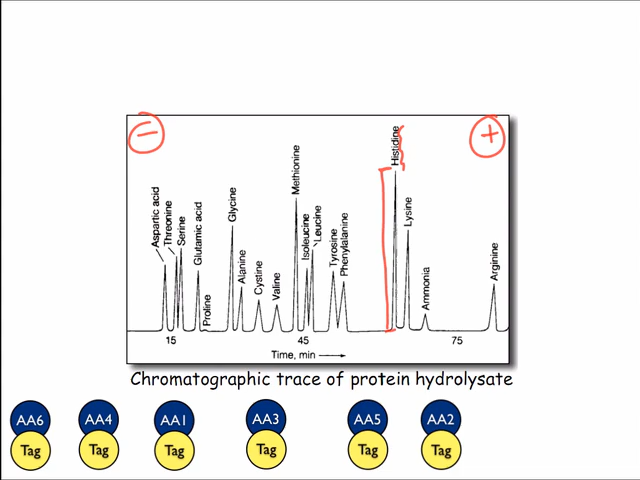 −
+
Aspartic acid
Threonine
Serine
Glutamic acid
Proline
Glycine
Alanine
Cystine
Valine
Methionine
Isoleucine
Leucine
Tyrosine
Phenylalanine
Histidine
Lysine
Ammonia
Arginine
15 45 75
Time, min
Chromatographic trace of protein hydrolysate
AA6 AA4 AA1 AA3 AA5 AA2
Tag Tag Tag Tag Tag Tag